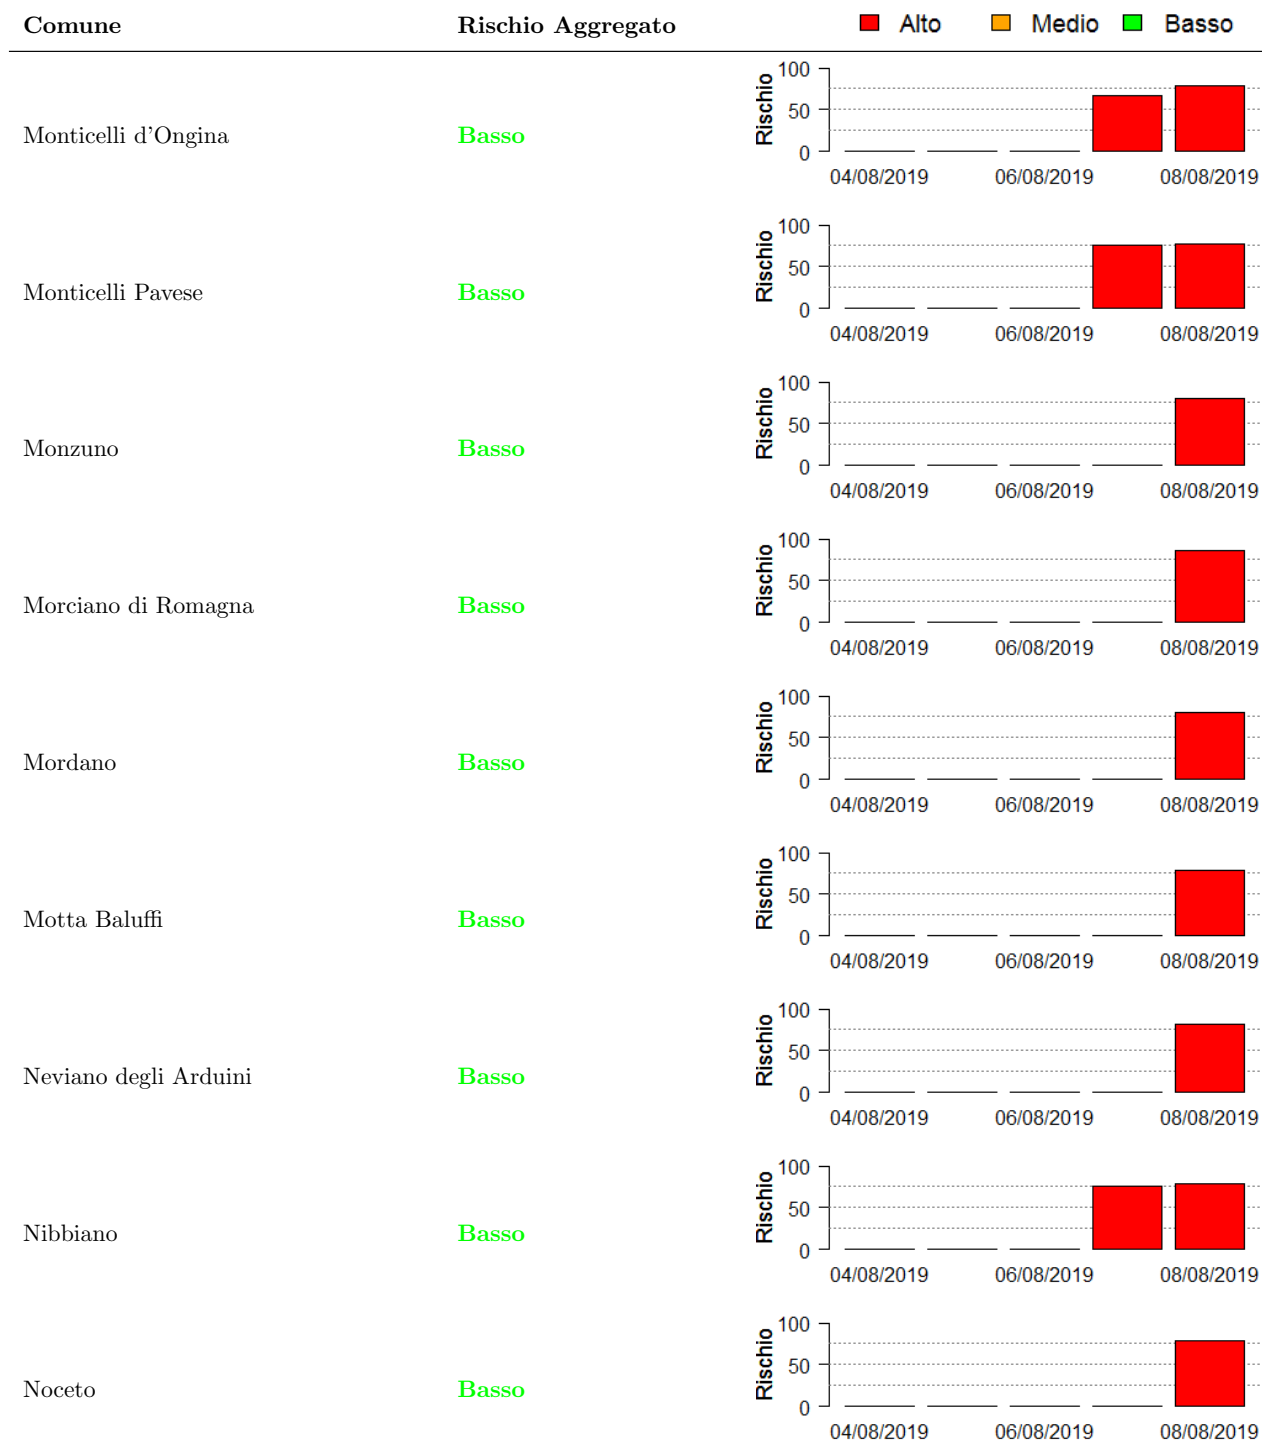 Comune Rischio Aggregato Alto Medio Basso
Monticelli d'Ongina Basso
Rischio
100
50
0
04/08/2019 06/08/2019 08/08/2019
Monticelli Pavese Basso
Rischio
100
50
0
04/08/2019 06/08/2019 08/08/2019
Monzuno Basso
Rischio
100
50
0
04/08/2019 06/08/2019 08/08/2019
Morciano di Romagna Basso
Rischio
100
50
0
04/08/2019 06/08/2019 08/08/2019
Mordano Basso
Rischio
100
50
0
04/08/2019 06/08/2019 08/08/2019
Motta Baluffi Basso
Rischio
100
50
0
04/08/2019 06/08/2019 08/08/2019
Neviano degli Arduini Basso
Rischio
100
50
0
04/08/2019 06/08/2019 08/08/2019
Nibbiano Basso
Rischio
100
50
0
04/08/2019 06/08/2019 08/08/2019
Noceto Basso
Rischio
100
50
0
04/08/2019 06/08/2019 08/08/2019